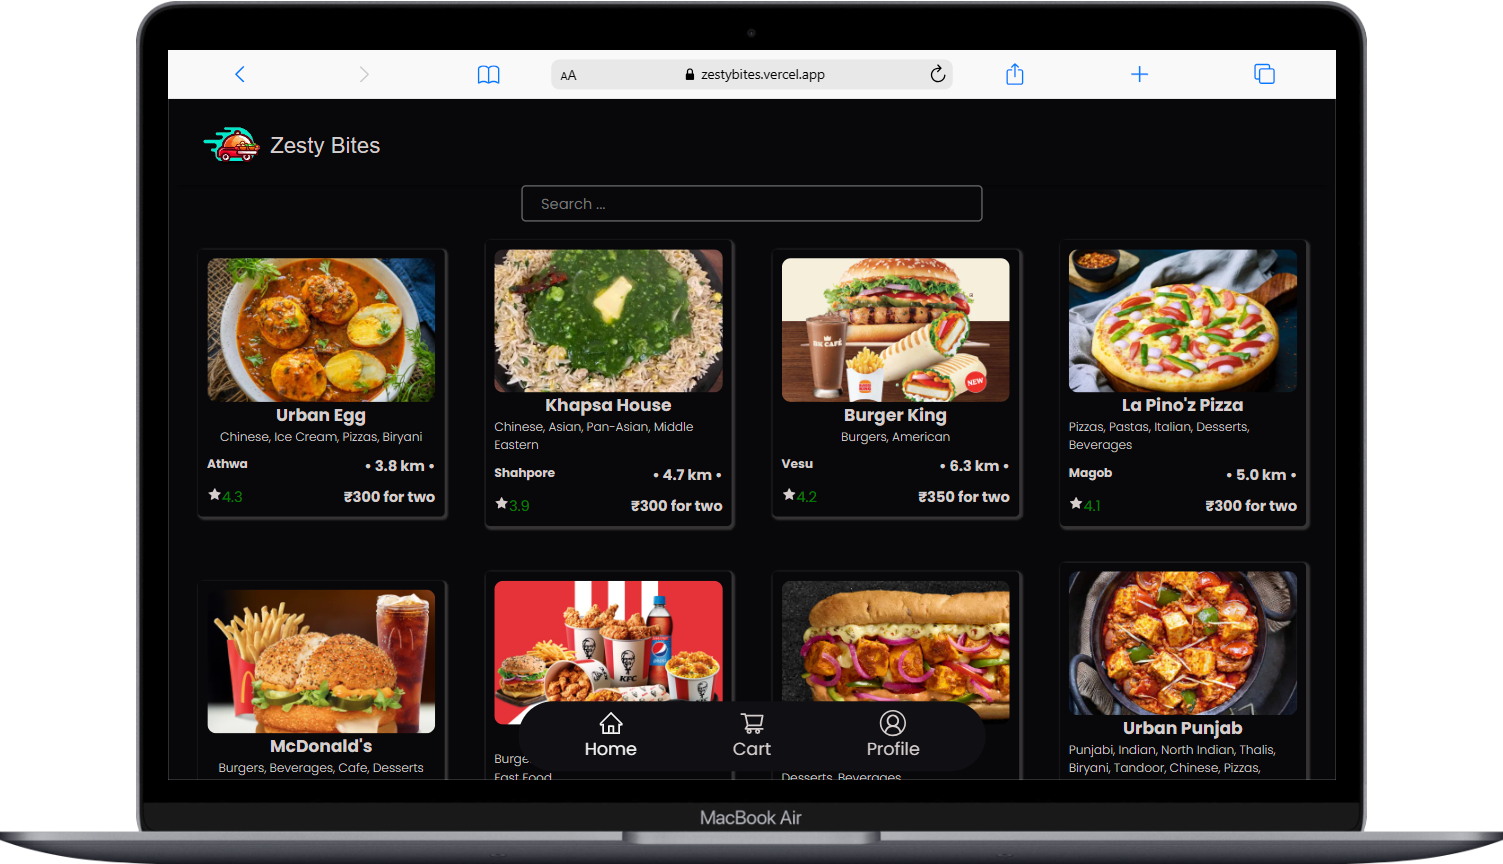 AA zestybites.vercel.app
Zesty Bites
Search ...
BK CAFÉ
NEW
Urban Egg
Chinese, Ice Cream, Pizzas, Biryani
Athwa
• 3.8 km •
4.3
₹300 for two
Khapsa House
Chinese, Asian, Pan-Asian, Middle
Eastern
Shahpore
• 4.7 km •
3.9
₹300 for two
Burger King
Burgers, American
Vesu
• 6.3 km •
4.2
₹350 for two
La Pino'z Pizza
Pizzas, Pastas, Italian, Desserts,
Beverages
Magob
• 5.0 km •
4.1
₹300 for two
McDonald's
Burgers, Beverages, Cafe, Desserts
KFC
Fast Food
Desserts, Beverages
Urban Punjab
Punjabi, Indian, North Indian, Thalis,
Biryani, Tandoor, Chinese, Pizzas,
Home
Cart
Profile
MacBook Air